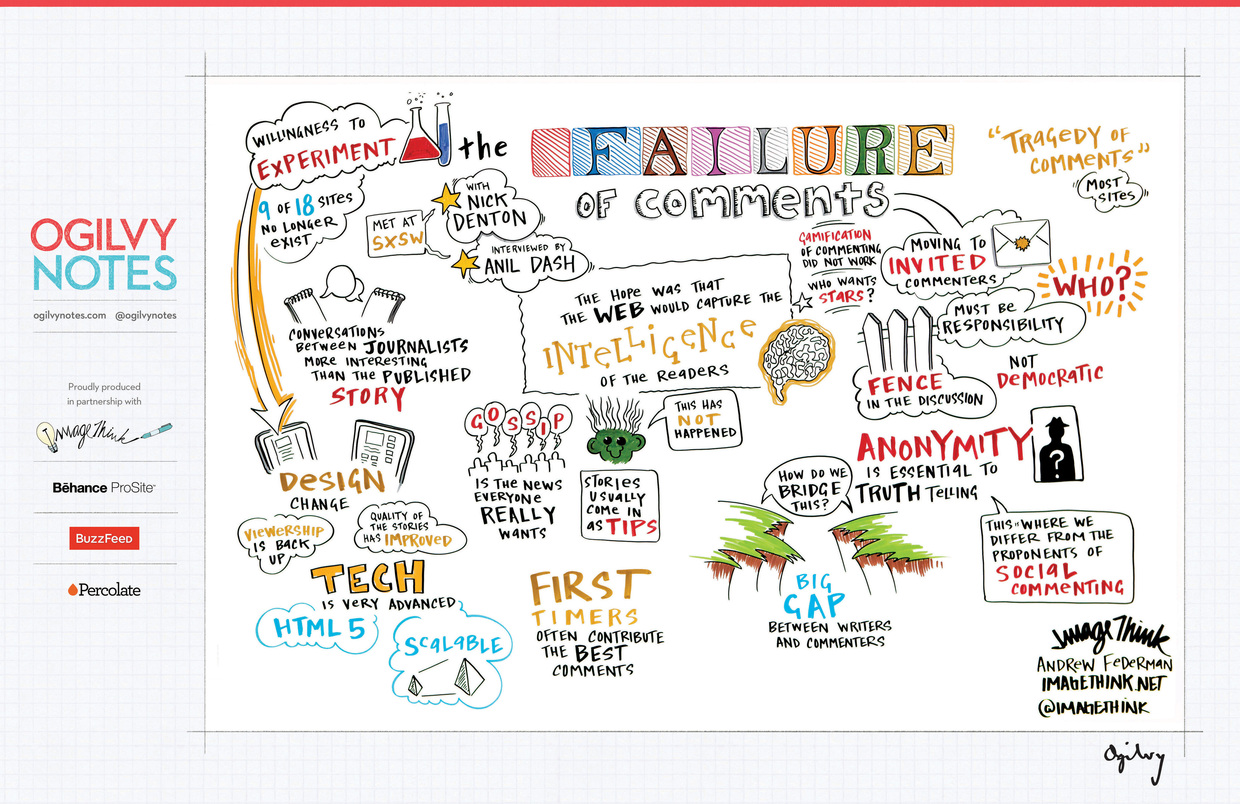 OGILVY
NOTES
ogilvynotes.com @ogilvynotes
Proudly produced
in partnership with
ImageThink
Bēhance ProSite
BuzzFeed
Percolate
the FAILURE
OF comments
WILLINGNESS TO
EXPERIMENT
9 OF 18 SITES
NO LONGER
EXIST
MET AT
SXSW
WITH
NICK
DENTON
INTERVIEWED BY
ANIL DASH
"TRAGEDY OF
COMMENTS"
MOST
SITES
CONVERSATIONS
BETWEEN JOURNALISTS
MORE INTERESTING
THAN THE PUBLISHED
STORY
THE HOPE WAS THAT
THE WEB WOULD CAPTURE THE
INTELLIGENCE
OF THE READERS
GAMIFICATION
OF COMMENTING
DID NOT WORK
WHO WANTS
STARS?
MOVING TO
INVITED
COMMENTERS
WHO?
MUST BE
RESPONSIBILITY
FENCE
IN THE DISCUSSION
NOT
DEMOCRATIC
DESIGN
CHANGE
VIEWERSHIP
IS BACK
UP
QUALITY OF
THE STORIES
HAS IMPROVED
TECH
IS VERY ADVANCED
HTML 5
SCALABLE
GOSSIP
IS THE NEWS
EVERYONE
REALLY
WANTS
THIS HAS
NOT
HAPPENED
STORIES
USUALLY
COME IN
AS TIPS
FIRST
TIMERS
OFTEN CONTRIBUTE
THE BEST
COMMENTS
HOW DO WE
BRIDGE
THIS?
BIG
GAP
BETWEEN WRITERS
AND COMMENTERS
ANONYMITY
IS ESSENTIAL TO
TRUTH TELLING
?
THIS IS WHERE WE
DIFFER FROM THE
PROPONENTS OF
SOCIAL
COMMENTING
ImageThink
ANDREW FEDERMAN
IMAGETHINK.NET
@IMAGETHINK
Ogilvy